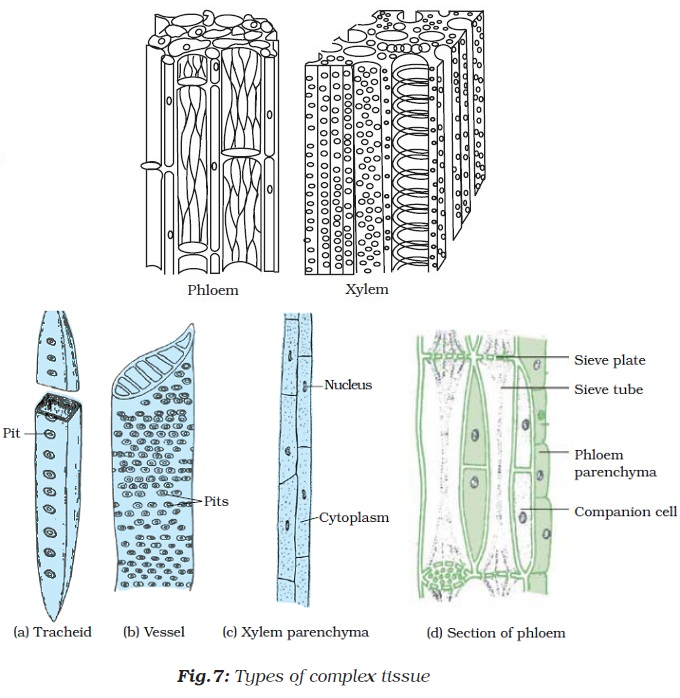 Phloem
Xylem
Pit
Pits
Nucleus
Cytoplasm
Sieve plate
Sieve tube
Phloem
parenchyma
Companion cell
(a) Tracheid
(b) Vessel
(c) Xylem parenchyma
(d) Section of phloem
Fig.7: Types of complex tissue